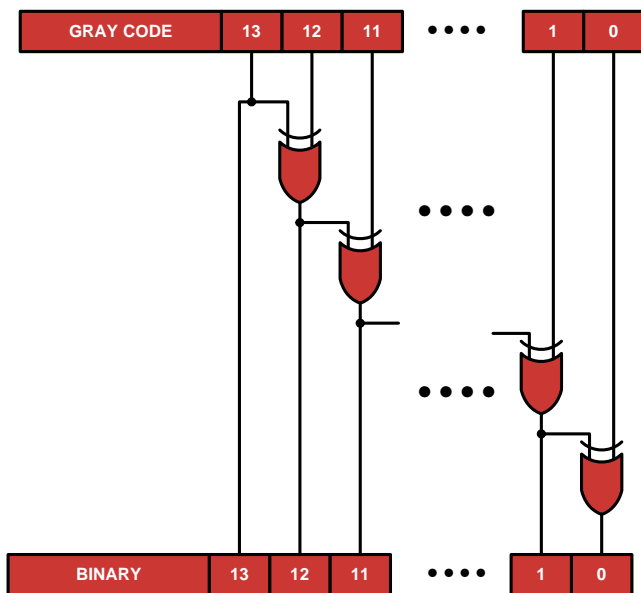 GRAY CODE 13 12 11 •••• 1 0
BINARY 13 12 11 •••• 1 0